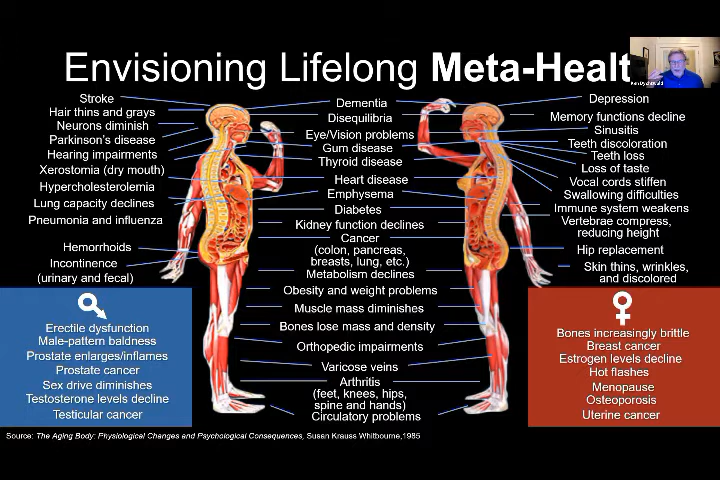 Envisioning Lifelong Meta-Healt
Stroke
Hair thins and grays
Neurons diminish
Parkinson's disease
Hearing impairments
Xerostomia (dry mouth)
Hypercholesterolemia
Lung capacity declines
Pneumonia and influenza
Hemorrhoids
Incontinence
(urinary and fecal)
Dementia
Disequilibria
Eye/Vision problems
Gum disease
Thyroid disease
Heart disease
Emphysema
Diabetes
Kidney function declines
Cancer
(colon, pancreas,
breasts, lung, etc.)
Metabolism declines
Obesity and weight problems
Muscle mass diminishes
Bones lose mass and density
Orthopedic impairments
Varicose veins
Arthritis
(feet, knees, hips,
spine and hands)
Circulatory problems
Depression
Memory functions decline
Sinusitis
Teeth discoloration
Teeth loss
Loss of taste
Vocal cords stiffen
Swallowing difficulties
Immune system weakens
Vertebrae compress,
reducing height
Hip replacement
Skin thins, wrinkles,
and discolored
Erectile dysfunction
Male-pattern baldness
Prostate enlarges/inflames
Prostate cancer
Sex drive diminishes
Testosterone levels decline
Testicular cancer
Bones increasingly brittle
Breast cancer
Estrogen levels decline
Hot flashes
Menopause
Osteoporosis
Uterine cancer
Source: The Aging Body: Physiological Changes and Psychological Consequences, Susan Krauss Whitbourne,1985